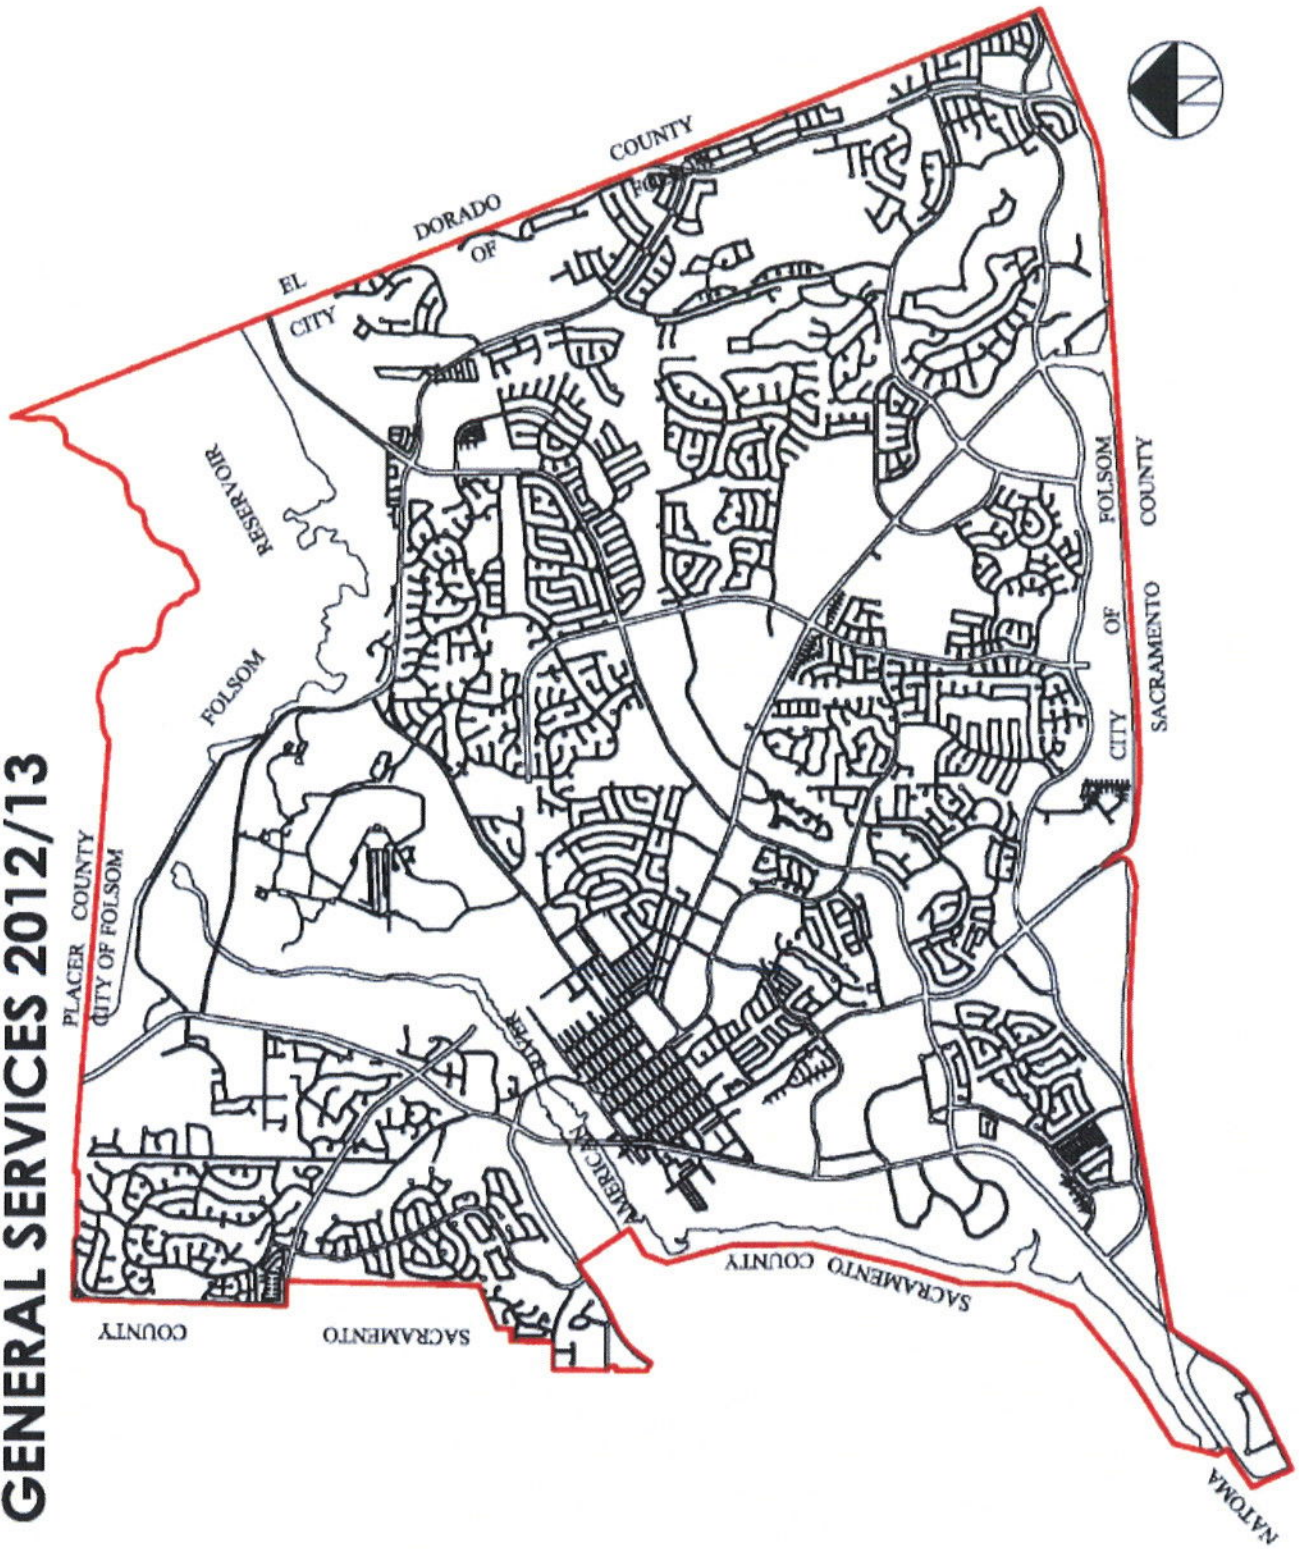 GENERAL SERVICES 2012/13
PLACER COUNTY
CITY OF FOLSOM
FOLSOM
RESERVOIR
EL DORADO COUNTY
CITY OF FOLSOM
N
AMERICAN RIVER
COUNTY
SACRAMENTO
SACRAMENTO COUNTY
CITY OF FOLSOM
SACRAMENTO COUNTY
NATOMA